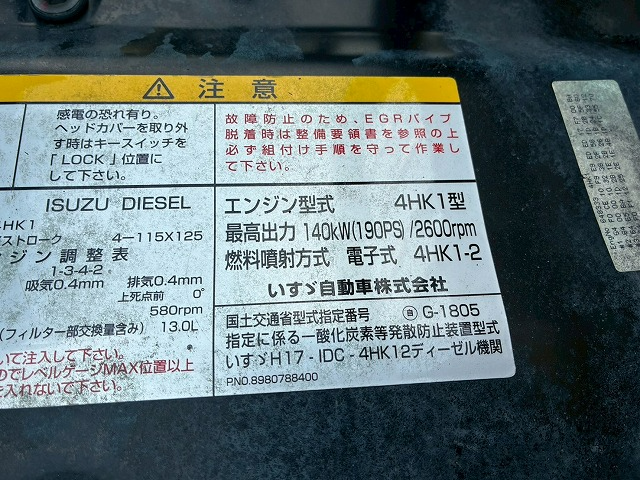 ⚠ 注意
感電の恐れ有り。
ヘッドカバーを取り外
す時はキースイッチを
「LOCK」位置に
して下さい。
故障防止のため、EGRパイプ
脱着時は整備要領書を参照の上
必ず組付け手順を守って作業し
て下さい。
ISUZU DIESEL
4HK1
ストローク 4-115X125
ジン調整表
1-3-4-2
吸気0.4mm 排気0.4mm
上死点前 0°
580rpm
(フィルター部交換量含み) 13.0L
いて注入して下さい。
のでレベルゲージMAX位置以上
を入れないで下さい。
エンジン型式 4HK1型
最高出力 140kW(190PS)/2600rpm
燃料噴射方式 電子式 4HK1-2
いすゞ自動車株式会社
国土交通省型式指定番号 自 G-1805
指定に係る一酸化炭素等発散防止装置型式
いすゞH17-IDC-4HK12ディーゼル機関
PNO.8980788400